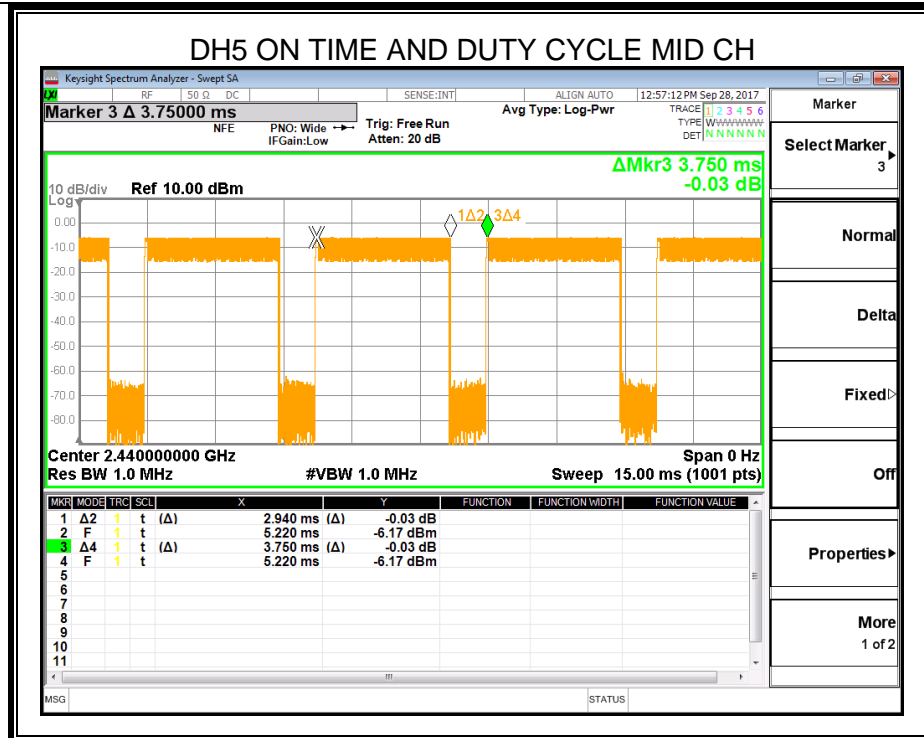 DH5 ON TIME AND DUTY CYCLE MID CH
Keysight Spectrum Analyzer - Swept SA
RF 50 Ω DC SENSE:INT ALIGN AUTO 12:57:12 PM Sep 28, 2017
Marker 3 Δ 3.75000 ms
NFE
PNO: Wide
IFGain:Low
Trig: Free Run
Atten: 20 dB
Avg Type: Log-Pwr
TRACE 1 2 3 4 5 6
TYPE WWWWWW
DET N N N N N N
ΔMkr3 3.750 ms
-0.03 dB
10 dB/div Ref 10.00 dBm
Log
1Δ2 3Δ4
0.00
-10.0
-20.0
-30.0
-40.0
-50.0
-60.0
-70.0
-80.0
Center 2.440000000 GHz Span 0 Hz
Res BW 1.0 MHz #VBW 1.0 MHz Sweep 15.00 ms (1001 pts)
MKR MODE TRC SCL X Y FUNCTION FUNCTION WIDTH FUNCTION VALUE
1 Δ2 1 t (Δ) 2.940 ms (Δ) -0.03 dB
2 F 1 t 5.220 ms -6.17 dBm
3 Δ4 1 t (Δ) 3.750 ms (Δ) -0.03 dB
4 F 1 t 5.220 ms -6.17 dBm
5
6
7
8
9
10
11
MSG STATUS
Marker
Select Marker
3
Normal
Delta
Fixed
Off
Properties
More
1 of 2